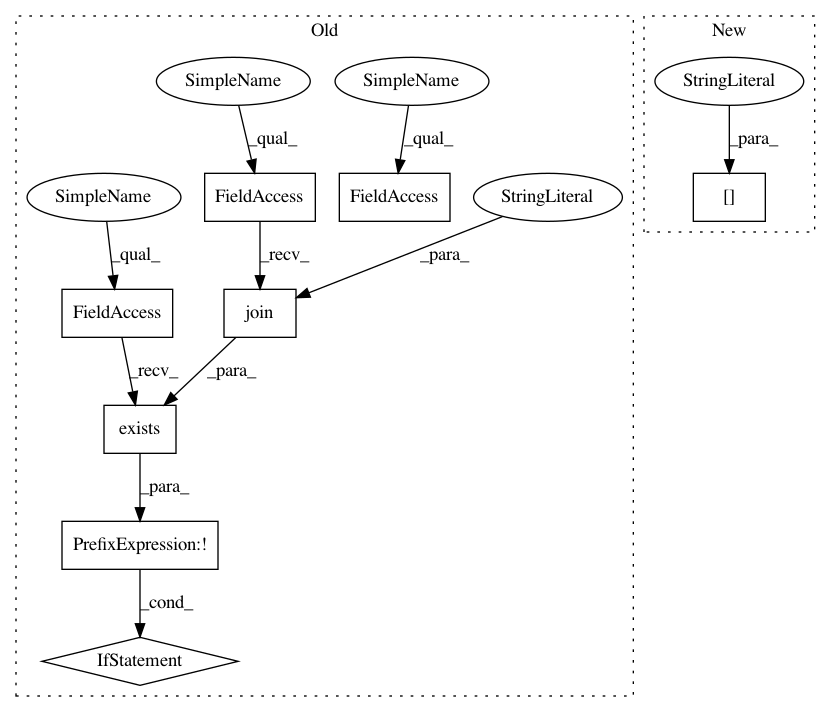 Old
New
SimpleName
SimpleName
StringLiteral
_qual_
_qual_
_para_
SimpleName
FieldAccess
FieldAccess
StringLiteral
[]
_qual_
_recv_
_para_
FieldAccess
join
_recv_
_para_
exists
_para_
PrefixExpression:!
_cond_
IfStatement